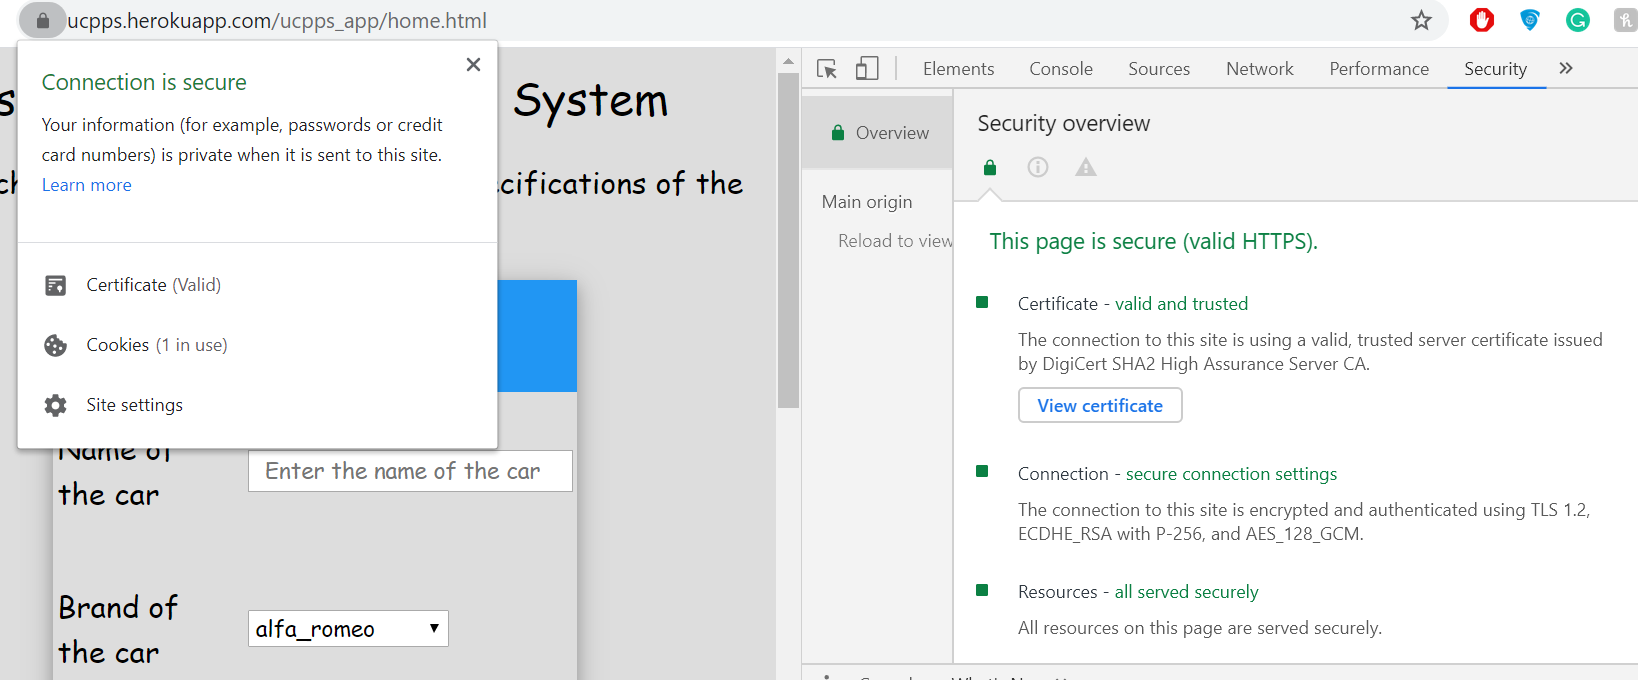 ucpps.herokuapp.com/ucpps_app/home.html
Connection is secure
Your information (for example, passwords or credit
card numbers) is private when it is sent to this site.
Learn more
Certificate (Valid)
Cookies (1 in use)
Site settings
System
ecifications of the
Name of
the car
Enter the name of the car
Brand of
the car
alfa_romeo
Elements Console Sources Network Performance Security
Overview
Main origin
Reload to view
Security overview
This page is secure (valid HTTPS).
Certificate - valid and trusted
The connection to this site is using a valid, trusted server certificate issued
by DigiCert SHA2 High Assurance Server CA.
View certificate
Connection - secure connection settings
The connection to this site is encrypted and authenticated using TLS 1.2,
ECDHE_RSA with P-256, and AES_128_GCM.
Resources - all served securely
All resources on this page are served securely.